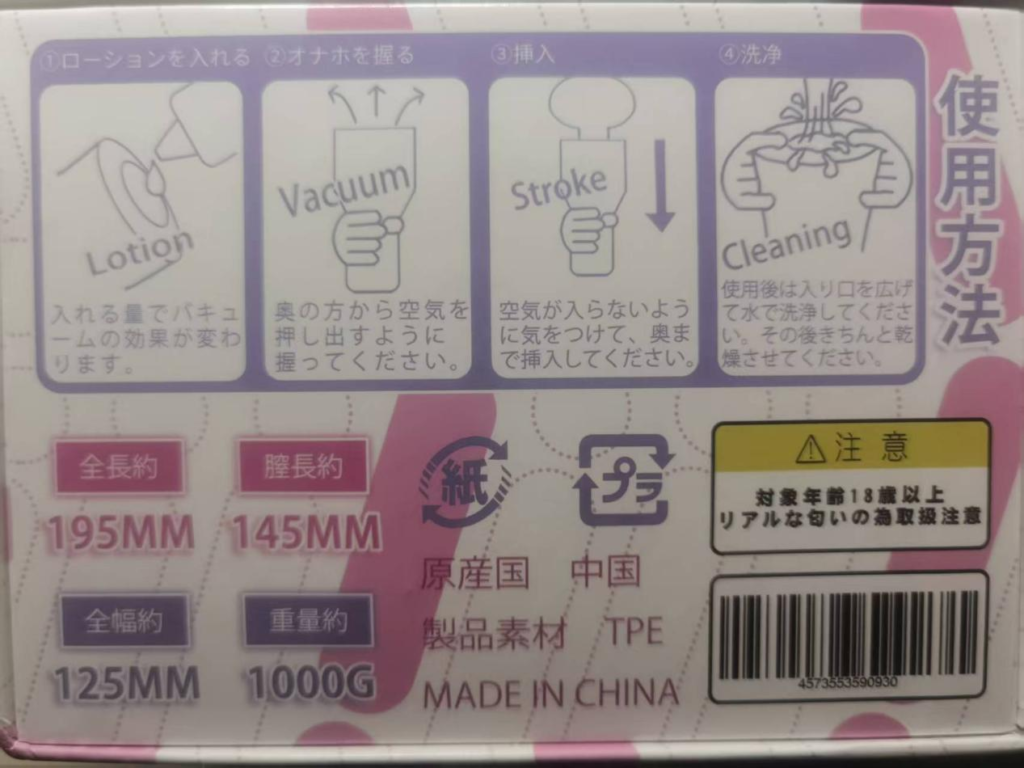 使用方法
①ローションを入れる
Lotion
入れる量でバキュ
ームの効果が変わ
ります。
②オナホを握る
Vacuum
奥の方から空気を
押し出すように
握ってください。
③挿入
Stroke
空気が入らないよう
に気をつけて、奥ま
で挿入してください。
④洗浄
Cleaning
使用後は入り口を広げ
て水で洗浄してくださ
い。その後きちんと乾
燥させてください。
全長約
195MM
膣長約
145MM
全幅約
125MM
重量約
1000G
紙
プラ
原産国 中国
製品素材 TPE
MADE IN CHINA
⚠注意
対象年齢18歳以上
リアルな匂いの為取扱注意
4573553590930